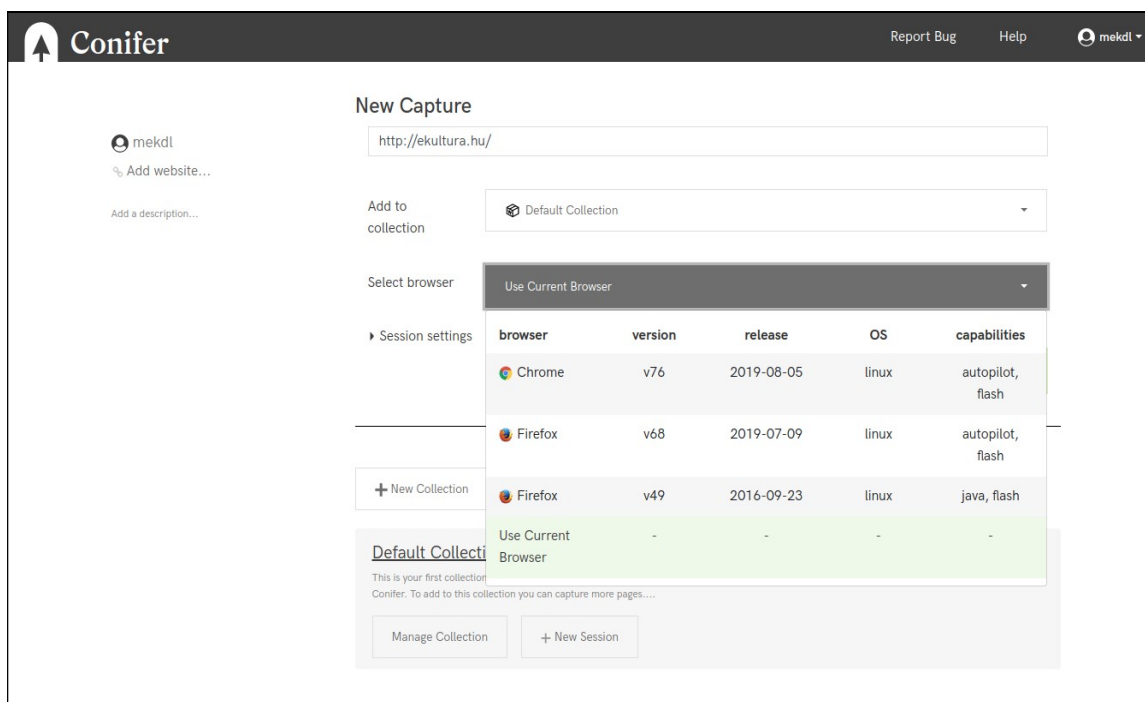 Conifer
Report Bug
Help
mekdl
New Capture
mekdl
http://ekultura.hu/
Add website...
Add a description...
Add to
collection
Default Collection
Select browser
Use Current Browser
Session settings
browser version release OS capabilities
Chrome v76 2019-08-05 linux autopilot,
flash
Firefox v68 2019-07-09 linux autopilot,
flash
Firefox v49 2016-09-23 linux java, flash
Use Current - - - -
Browser
New Collection
Default Collecti
This is your first collection
Conifer. To add to this collection you can capture more pages....
Manage Collection
+ New Session